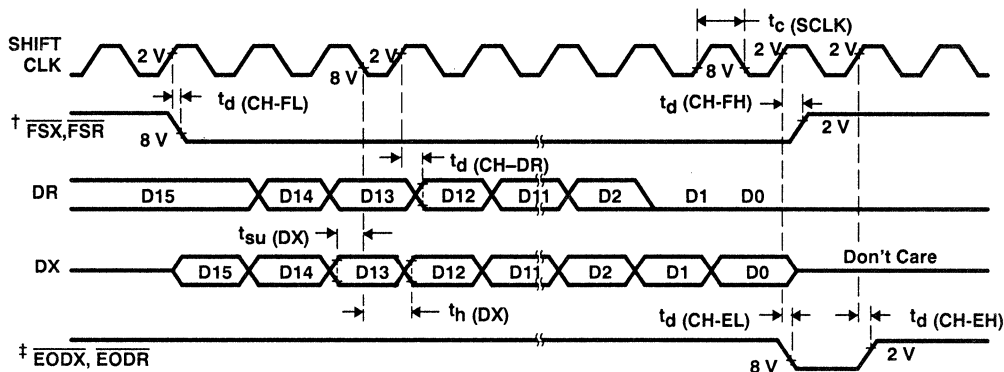 SHIFT CLK
2 V
8 V
2 V
t_c (SCLK)
8 V
2 V
2 V
t_d (CH-FL)
t_d (CH-FH)
† FSX,FSR
8 V
2 V
t_d (CH–DR)
DR
D15 D14 D13 D12 D11 D2 D1 D0
t_su (DX)
DX
D15 D14 D13 D12 D11 D2 D1 D0 Don't Care
t_h (DX)
t_d (CH-EL)
t_d (CH-EH)
‡ EODX, EODR
8 V
2 V